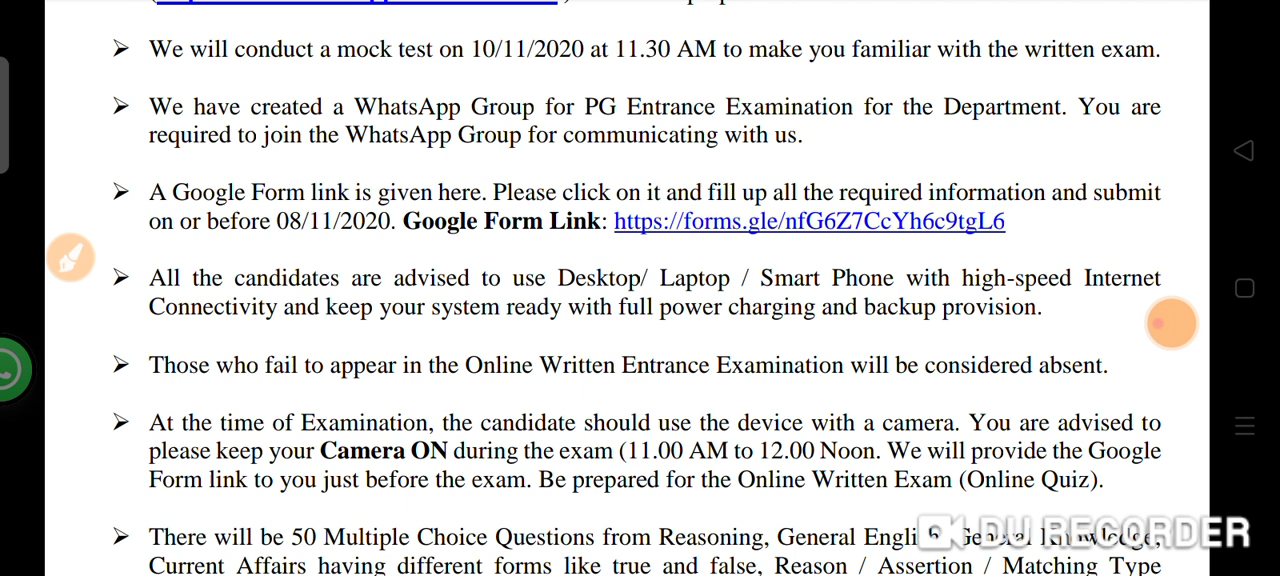 We will conduct a mock test on 10/11/2020 at 11.30 AM to make you familiar with the written exam.
We have created a WhatsApp Group for PG Entrance Examination for the Department. You are
required to join the WhatsApp Group for communicating with us.
A Google Form link is given here. Please click on it and fill up all the required information and submit
on or before 08/11/2020. Google Form Link: https://forms.gle/nfG6Z7CcYh6c9tgL6
All the candidates are advised to use Desktop/ Laptop / Smart Phone with high-speed Internet
Connectivity and keep your system ready with full power charging and backup provision.
Those who fail to appear in the Online Written Entrance Examination will be considered absent.
At the time of Examination, the candidate should use the device with a camera. You are advised to
please keep your Camera ON during the exam (11.00 AM to 12.00 Noon. We will provide the Google
Form link to you just before the exam. Be prepared for the Online Written Exam (Online Quiz).
There will be 50 Multiple Choice Questions from Reasoning, General English, General Knowledge,
DU RECORDER
Current Affairs having different forms like true and false, Reason / Assertion / Matching Type